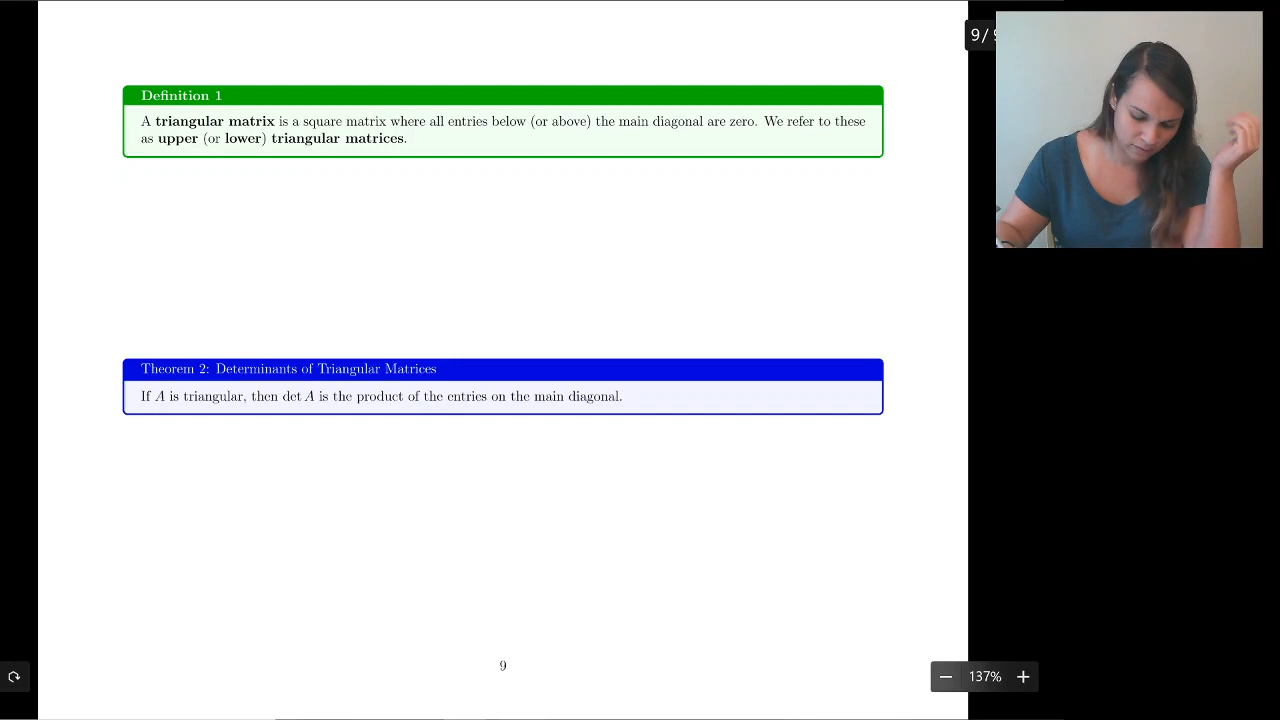 9/9
Definition 1
A triangular matrix is a square matrix where all entries below (or above) the main diagonal are zero. We refer to these
as upper (or lower) triangular matrices.
Theorem 2: Determinants of Triangular Matrices
If A is triangular, then det A is the product of the entries on the main diagonal.
9
137%